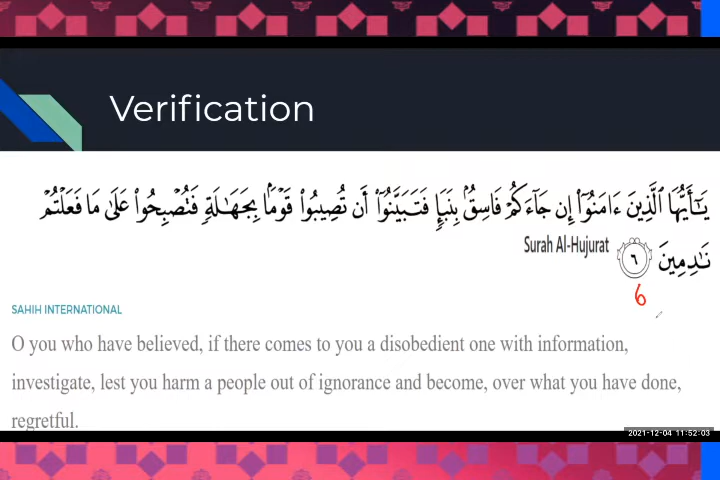 Verification
يَـٰٓأَيُّهَا ٱلَّذِينَ ءَامَنُوٓا۟ إِن جَآءَكُمْ فَاسِقٌۢ بِنَبَإٍ فَتَبَيَّنُوٓا۟ أَن تُصِيبُوا۟ قَوْمًۢا بِجَهَـٰلَةٍ فَتُصْبِحُوا۟ عَلَىٰ مَا فَعَلْتُمْ
نَـٰدِمِينَ ٦ Surah Al-Hujurat
6
SAHIH INTERNATIONAL
O you who have believed, if there comes to you a disobedient one with information,
investigate, lest you harm a people out of ignorance and become, over what you have done,
regretful.
2021-12-04 11:52:03